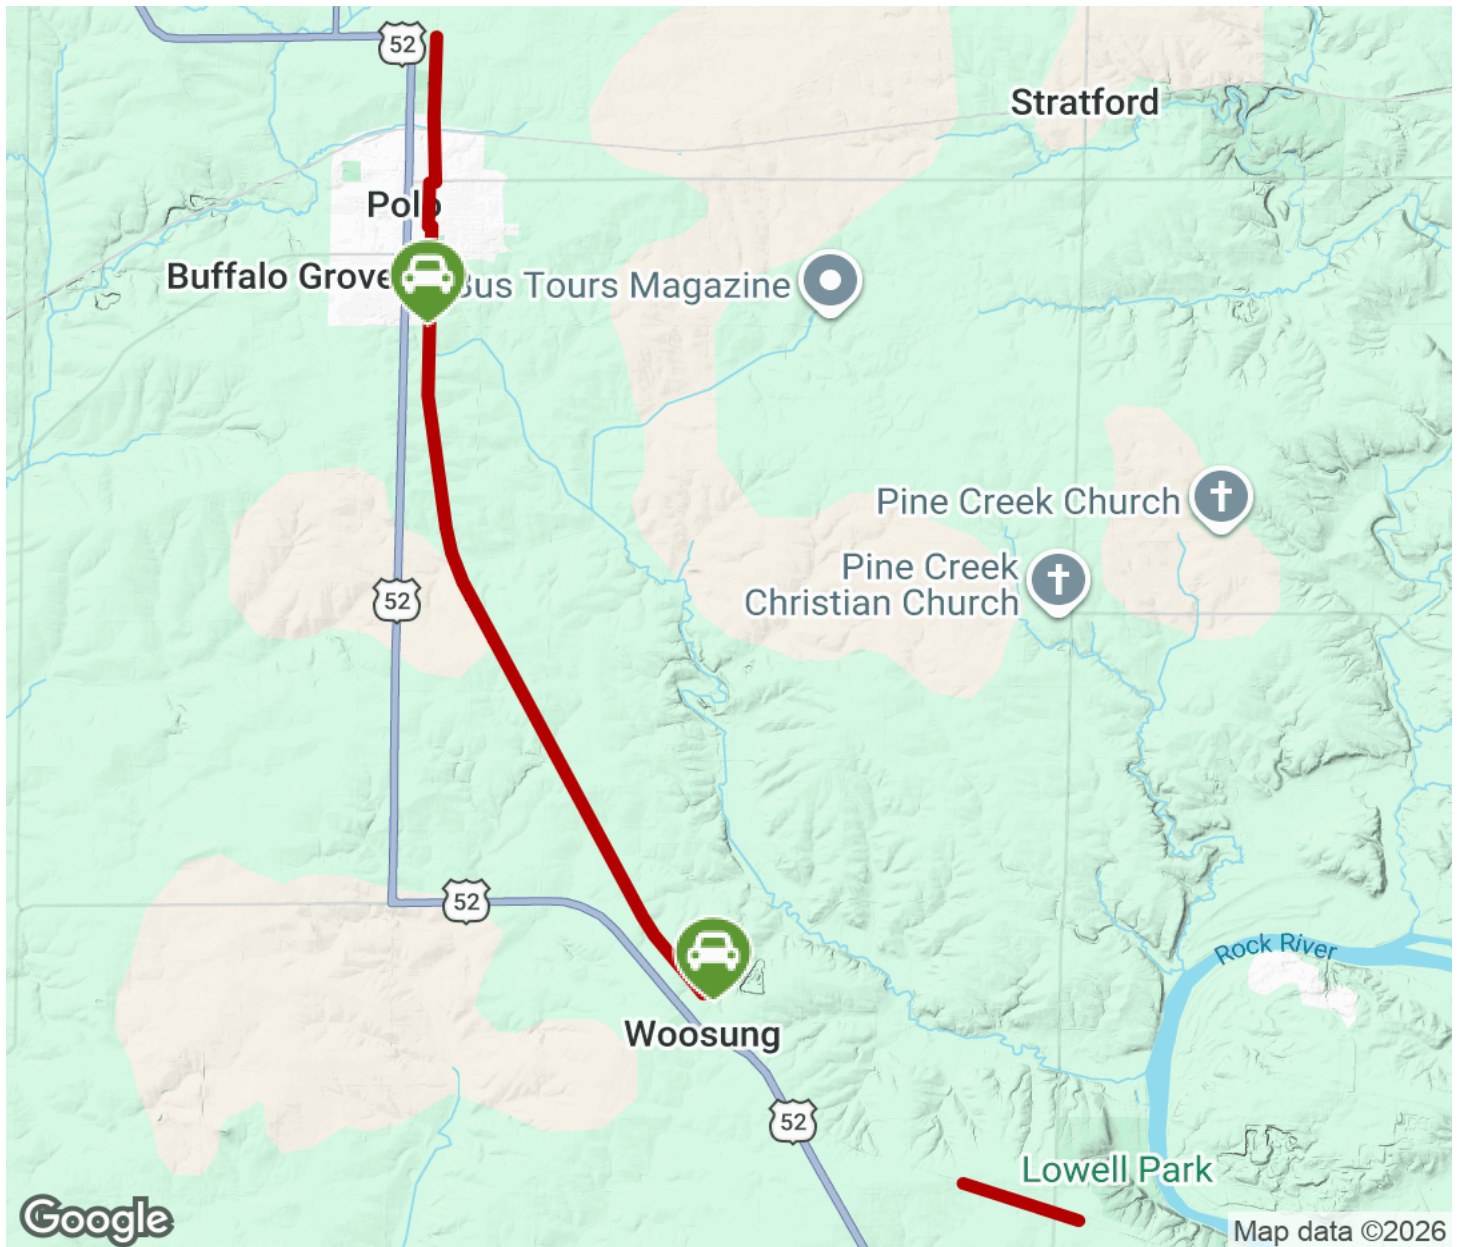 52
Stratford
Polo
Buffalo Grove
Bus Tours Magazine
Pine Creek Church
Pine Creek
Christian Church
52
52
Rock River
Woosung
52
Lowell Park
Google
Map data ©2026